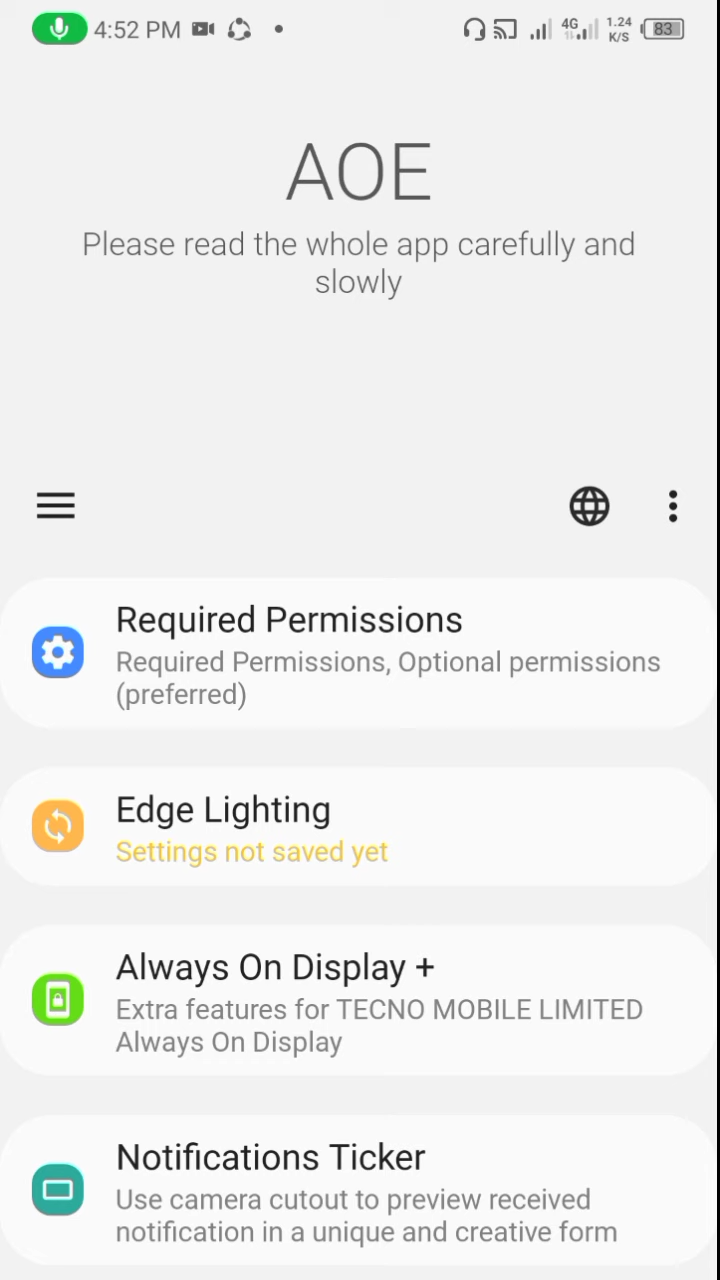 4:52 PM
4G
1.24
K/S
83
AOE
Please read the whole app carefully and
slowly
Required Permissions
Required Permissions, Optional permissions
(preferred)
Edge Lighting
Settings not saved yet
Always On Display +
Extra features for TECNO MOBILE LIMITED
Always On Display
Notifications Ticker
Use camera cutout to preview received
notification in a unique and creative form